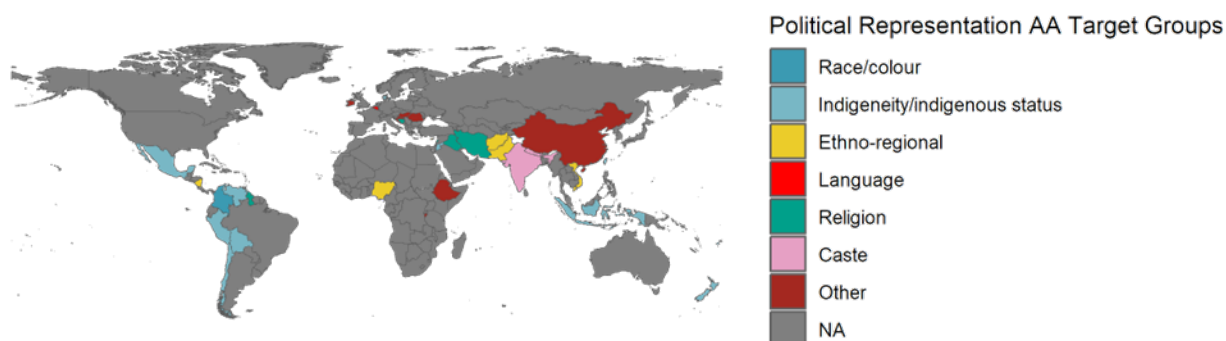 Political Representation AA Target Groups
Race/colour
Indigeneity/indigenous status
Ethno-regional
Language
Religion
Caste
Other
NA